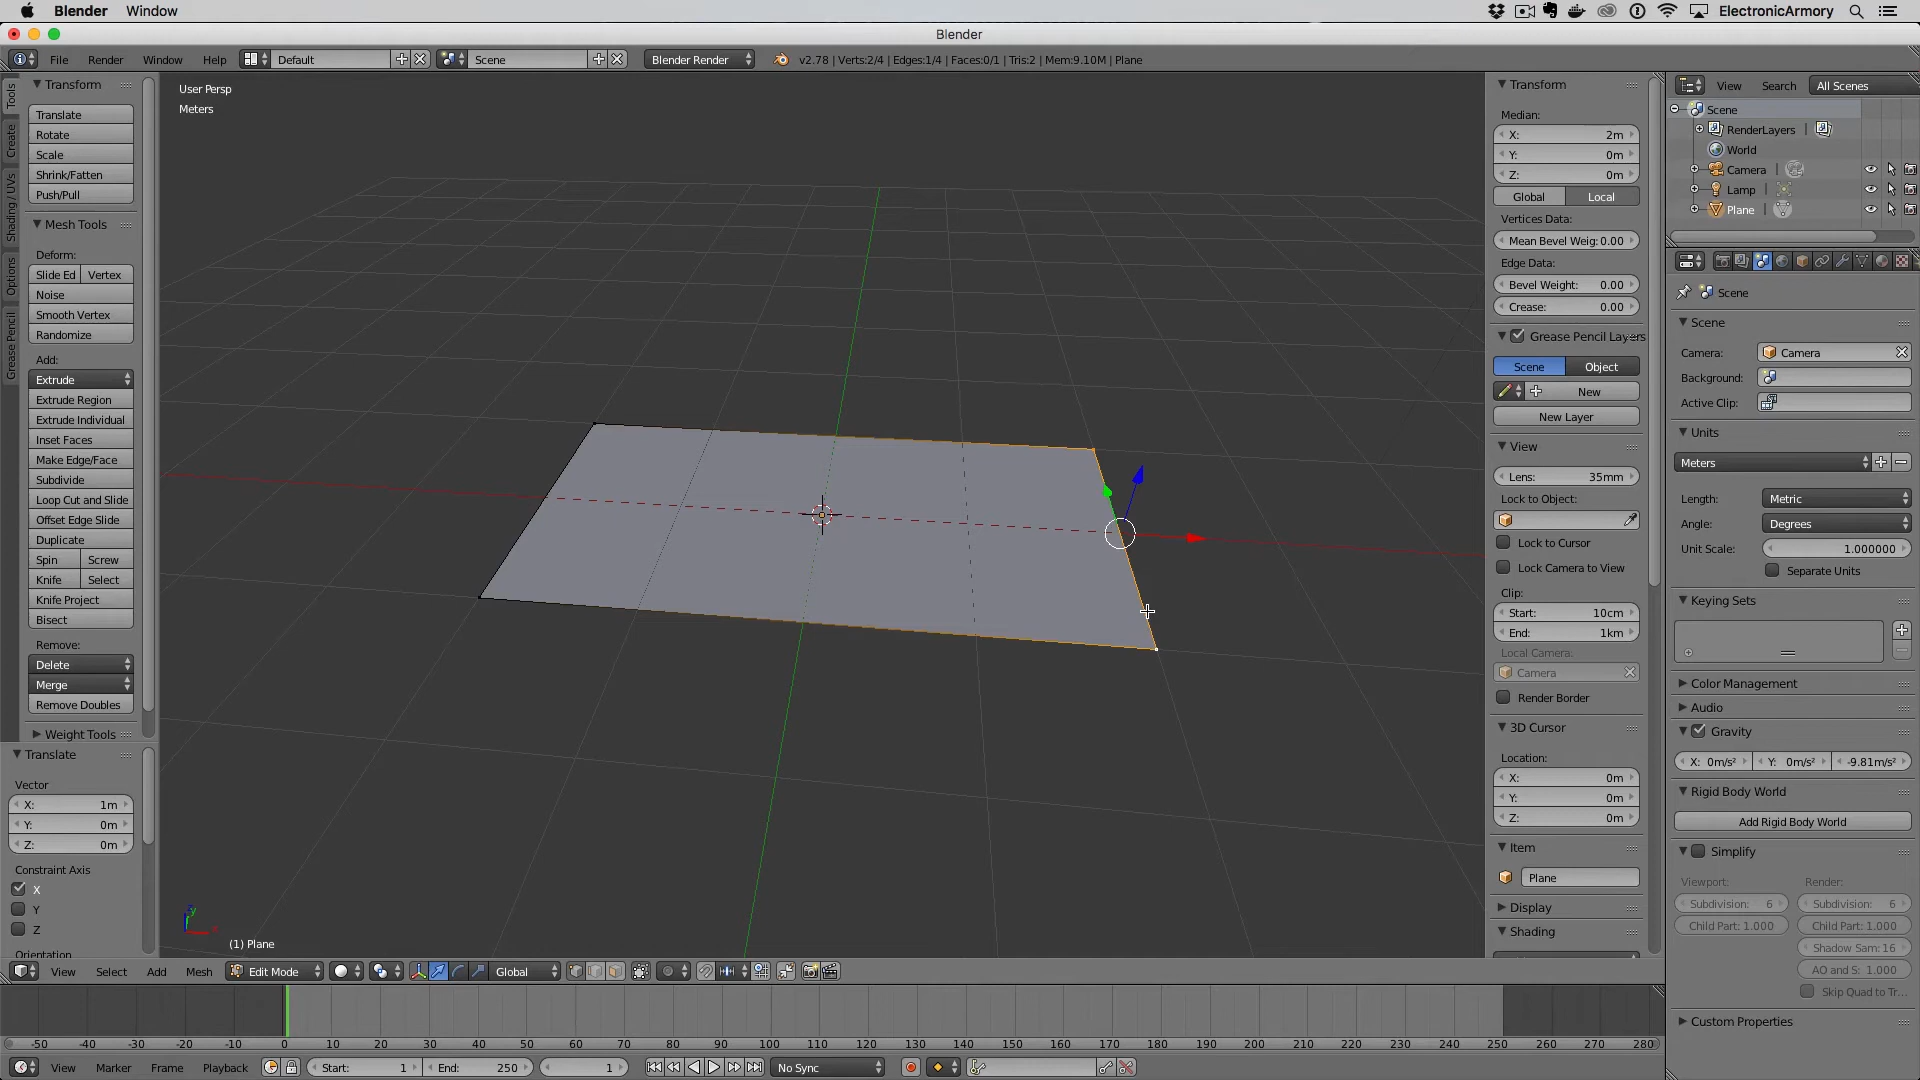 Blender Window ElectronicArmory
Blender
File Render Window Help Default Scene Blender Render v2.78 | Verts:2/4 | Edges:1/4 | Faces:0/1 | Tris:2 | Mem:9.10M | Plane
Tools
Create
Shading / UVs
Options
Grease Pencil
Transform
Translate
Rotate
Scale
Shrink/Fatten
Push/Pull
Mesh Tools
Deform:
Slide Ed Vertex
Noise
Smooth Vertex
Randomize
Add:
Extrude
Extrude Region
Extrude Individual
Inset Faces
Make Edge/Face
Subdivide
Loop Cut and Slide
Offset Edge Slide
Duplicate
Spin Screw
Knife Select
Knife Project
Bisect
Remove:
Delete
Merge
Remove Doubles
Weight Tools
Translate
Vector
X: 1m
Y: 0m
Z: 0m
Constraint Axis
X
Y
Z
Orientation
User Persp
Meters
(1) Plane
Transform
Median:
X: 2m
Y: 0m
Z: 0m
Global Local
Vertices Data:
Mean Bevel Weig: 0.00
Edge Data:
Bevel Weight: 0.00
Crease: 0.00
Grease Pencil Layers
Scene Object
New
New Layer
View
Lens: 35mm
Lock to Object:
Lock to Cursor
Lock Camera to View
Clip:
Start: 10cm
End: 1km
Local Camera:
Camera
Render Border
3D Cursor
Location:
X: 0m
Y: 0m
Z: 0m
Item
Plane
Display
Shading
View Search All Scenes
Scene
RenderLayers
World
Camera
Lamp
Plane
Scene
Scene
Camera: Camera
Background:
Active Clip:
Units
Meters
Length: Metric
Angle: Degrees
Unit Scale: 1.000000
Separate Units
Keying Sets
Color Management
Audio
Gravity
X: 0m/s² Y: 0m/s² -9.81m/s²
Rigid Body World
Add Rigid Body World
Simplify
Viewport: Render:
Subdivision: 6 Subdivision: 6
Child Part: 1.000 Child Part: 1.000
Shadow Sam: 16
AO and S: 1.000
Skip Quad to Tr...
Custom Properties
View Select Add Mesh Edit Mode Global
-50 -40 -30 -20 -10 0 10 20 30 40 50 60 70 80 90 100 110 120 130 140 150 160 170 180 190 200 210 220 230 240 250 260 270 280
View Marker Frame Playback Start: 1 End: 250 1 No Sync